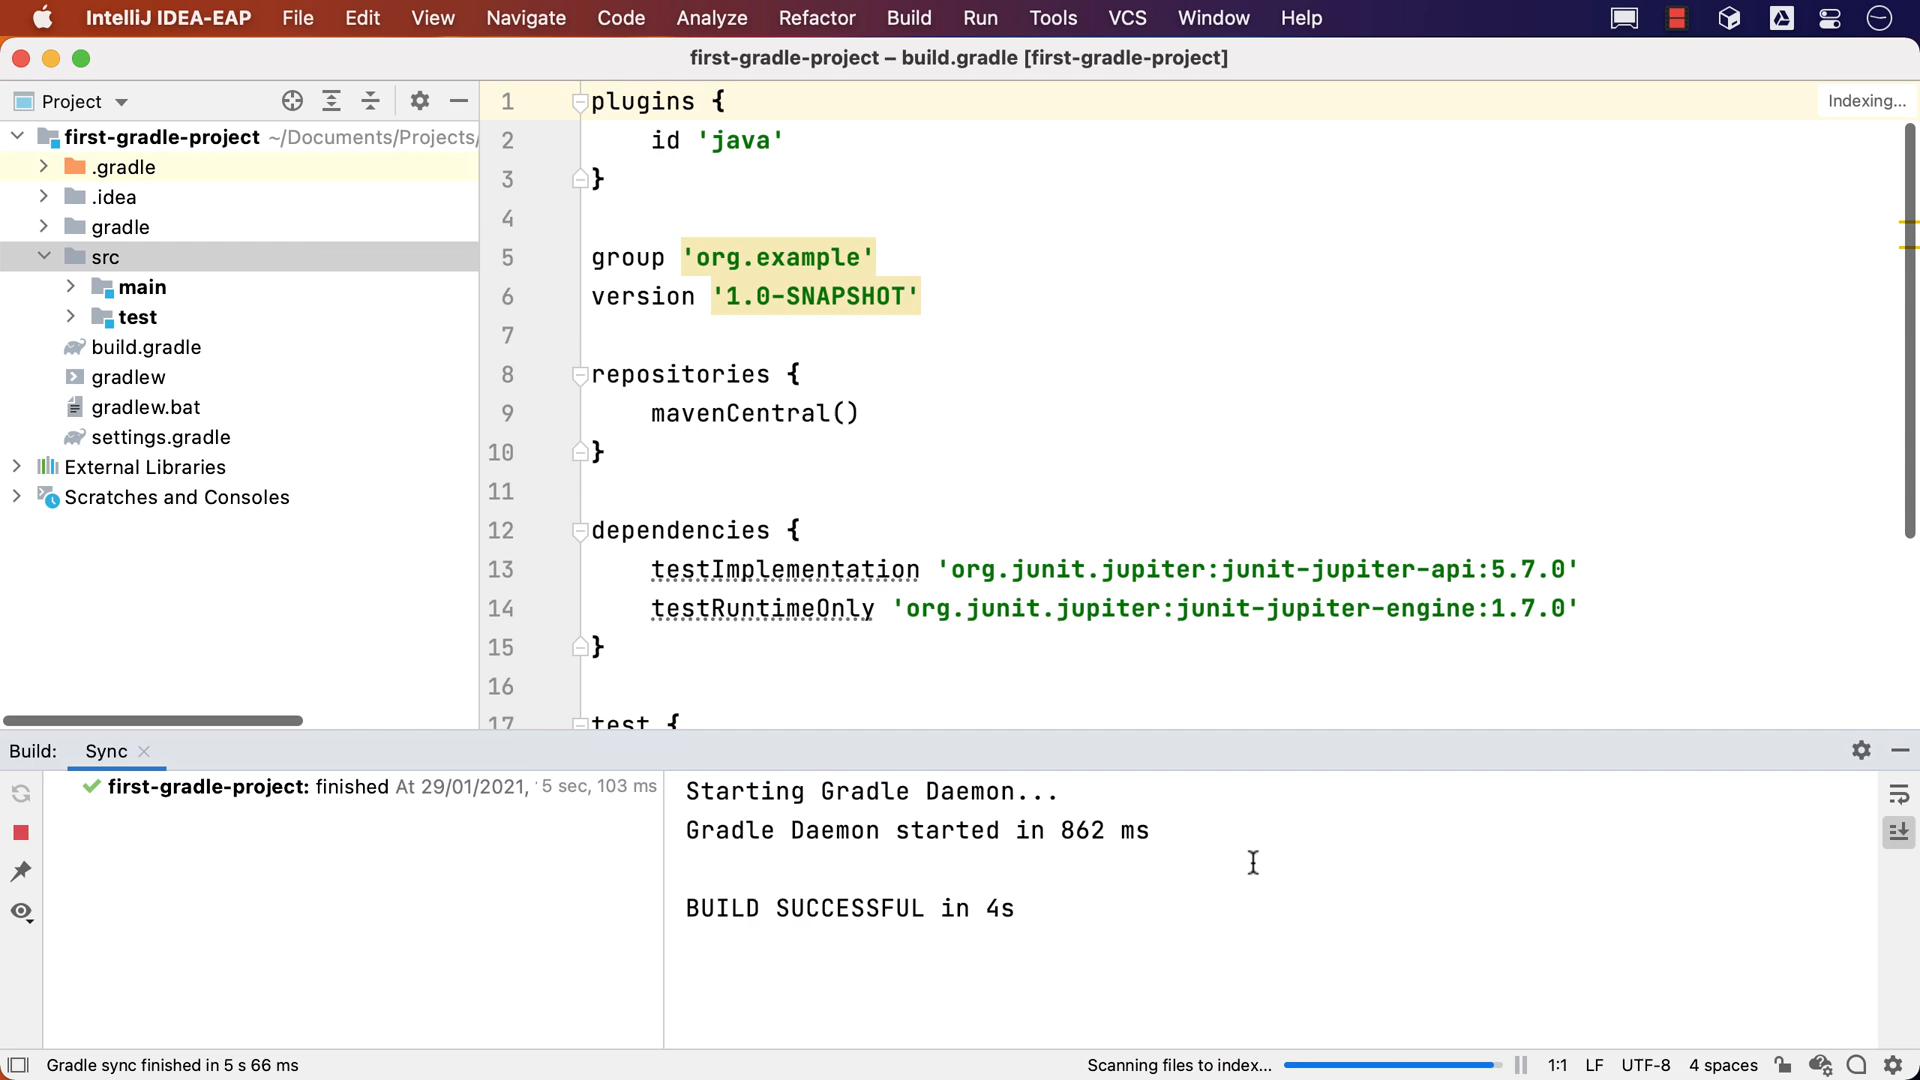 IntelliJ IDEA-EAP File Edit View Navigate Code Analyze Refactor Build Run Tools VCS Window Help
first-gradle-project – build.gradle [first-gradle-project]
Project
first-gradle-project ~/Documents/Projects/
.gradle
.idea
gradle
src
main
test
build.gradle
gradlew
gradlew.bat
settings.gradle
External Libraries
Scratches and Consoles
Indexing...
1 plugins {
2 id 'java'
3 }
4
5 group 'org.example'
6 version '1.0-SNAPSHOT'
7
8 repositories {
9 mavenCentral()
10 }
11
12 dependencies {
13 testImplementation 'org.junit.jupiter:junit-jupiter-api:5.7.0'
14 testRuntimeOnly 'org.junit.jupiter:junit-jupiter-engine:1.7.0'
15 }
16
17 test {
Build: Sync
first-gradle-project: finished At 29/01/2021, 5 sec, 103 ms
Starting Gradle Daemon...
Gradle Daemon started in 862 ms
BUILD SUCCESSFUL in 4s
Gradle sync finished in 5 s 66 ms
Scanning files to index... 1:1 LF UTF-8 4 spaces